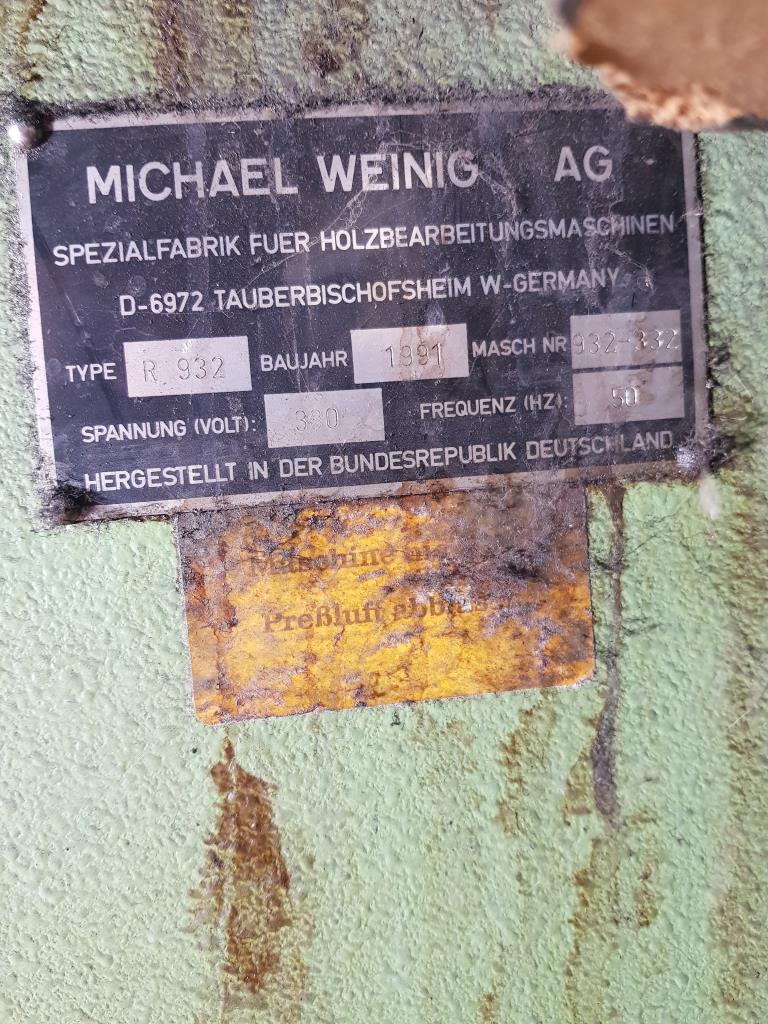 MICHAEL WEINIG AG
SPEZIALFABRIK FUER HOLZBEARBEITUNGSMASCHINEN
D-6972 TAUBERBISCHOFSHEIM W-GERMANY
TYPE R 932 BAUJAHR 1991 MASCH NR 932-332
SPANNUNG (VOLT): 380 FREQUENZ (HZ): 50
HERGESTELLT IN DER BUNDESREPUBLIK DEUTSCHLAND
Maschine
Preßluft